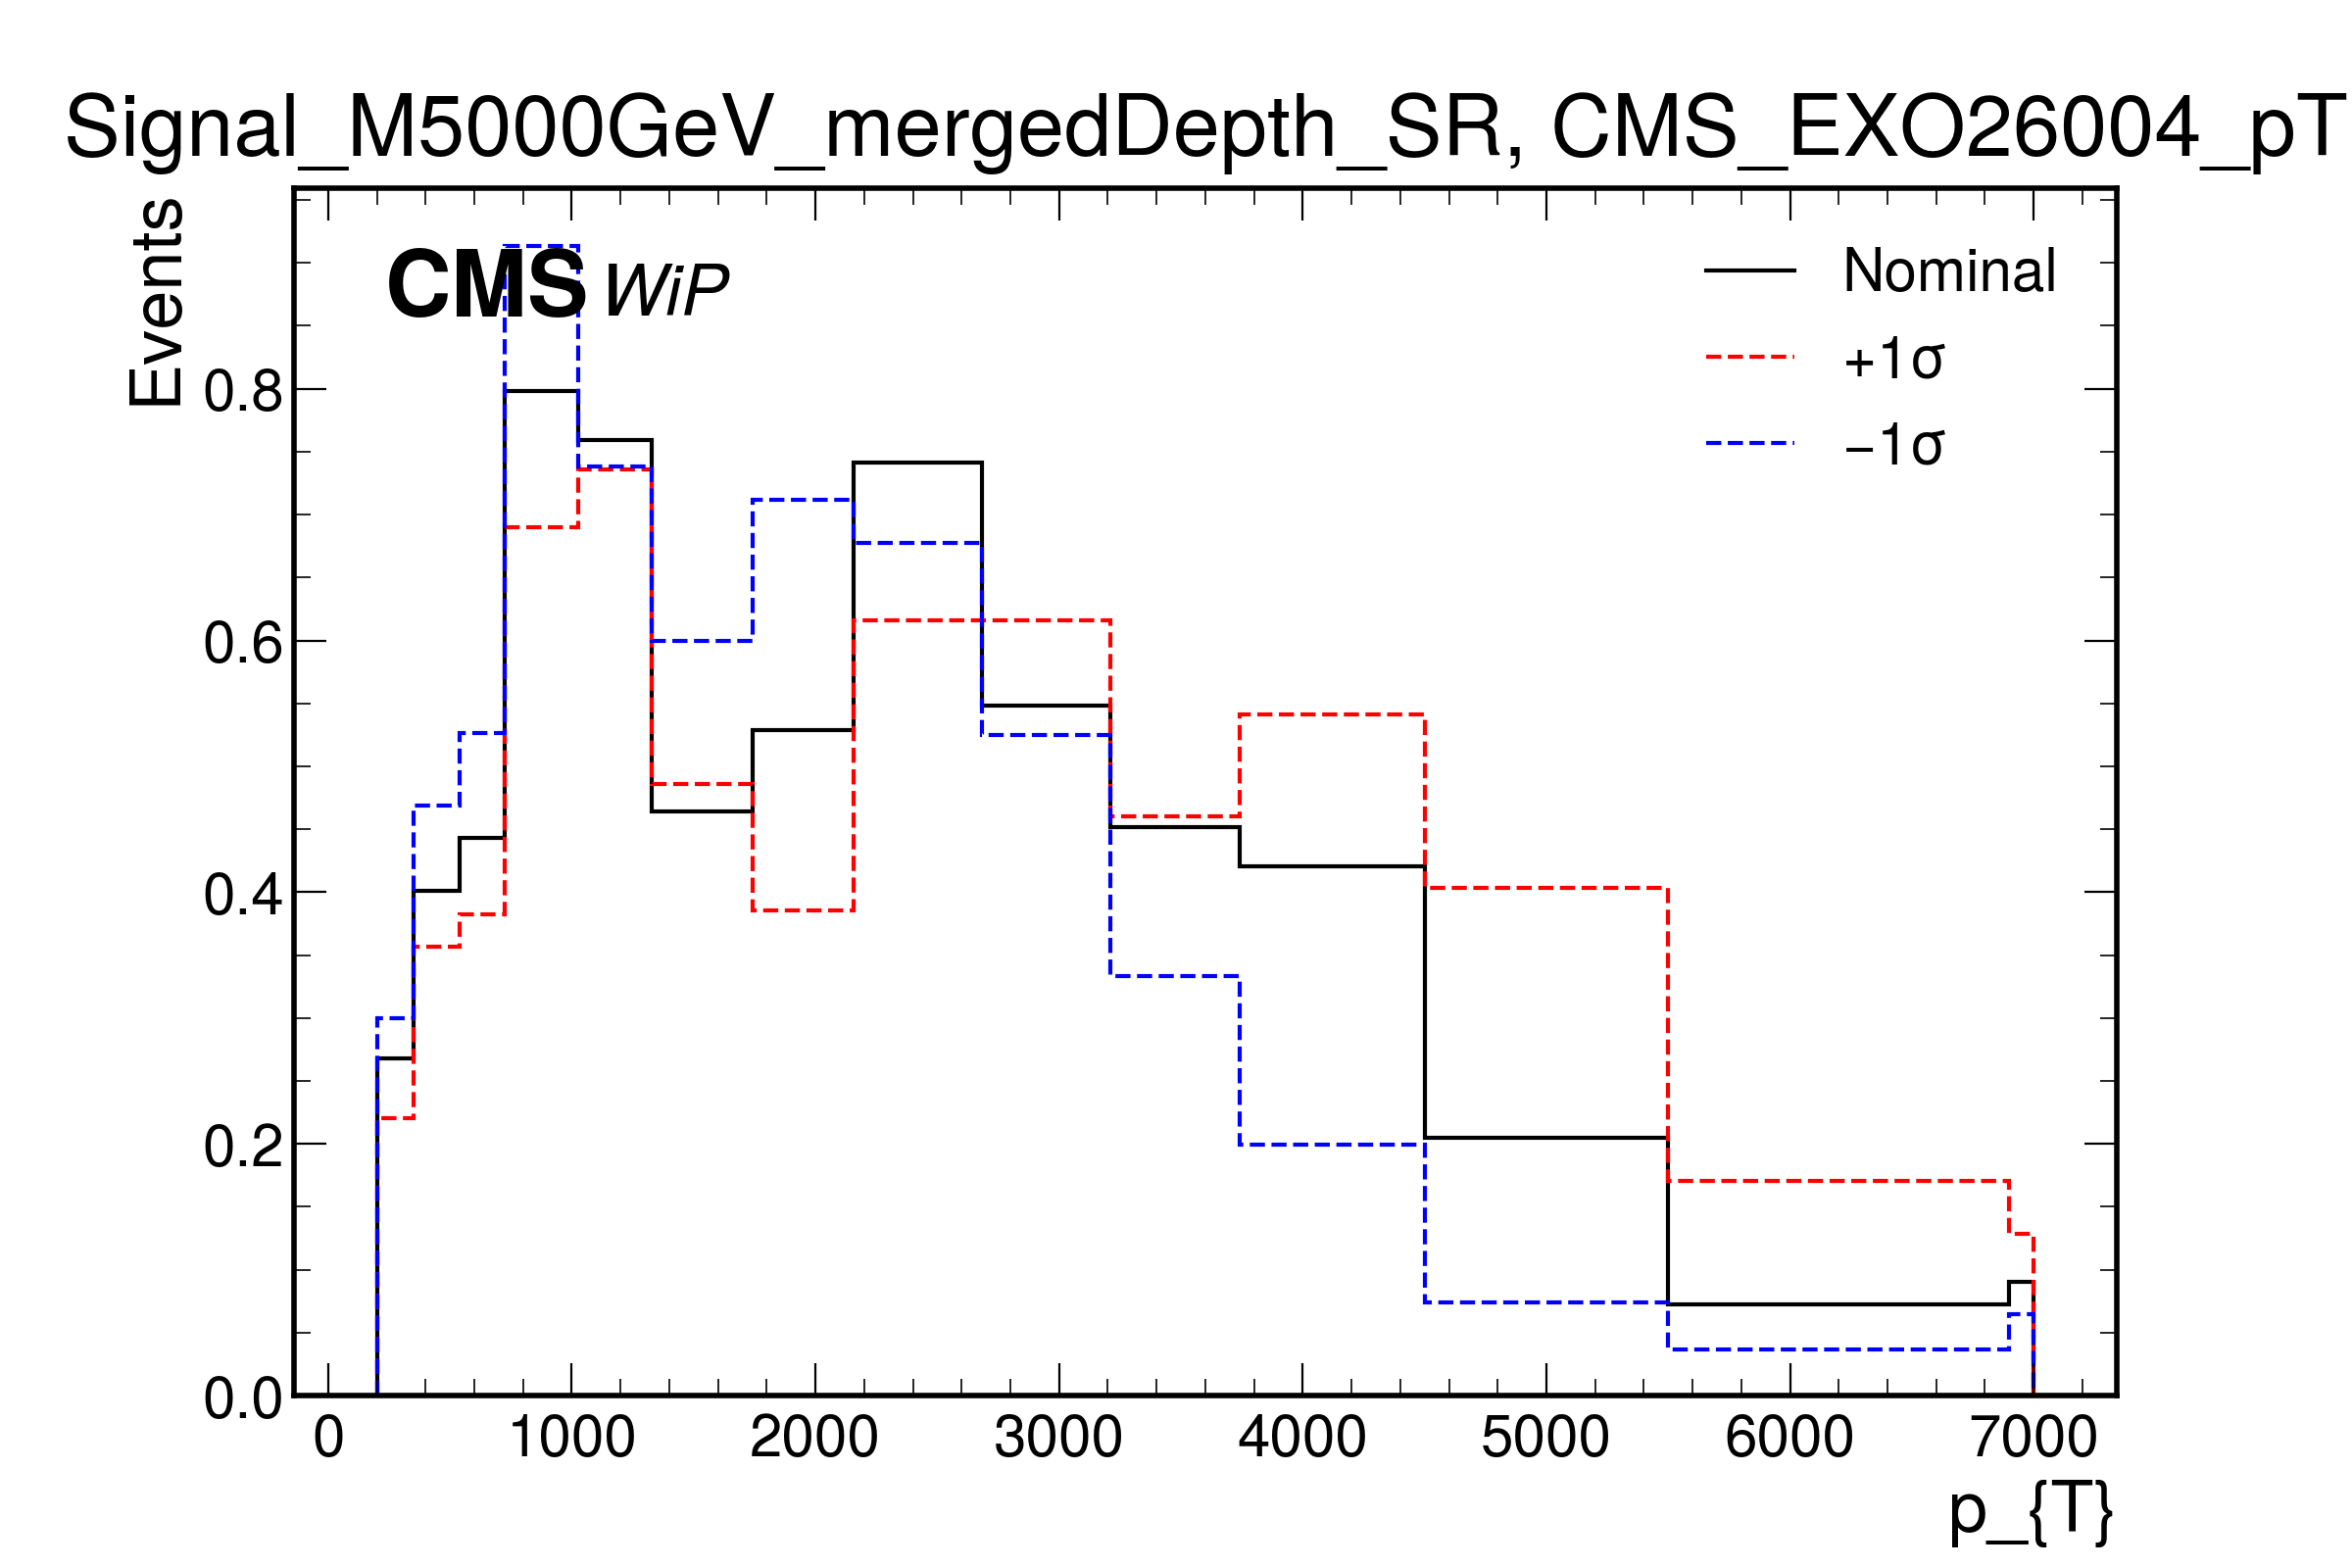 Signal_M5000GeV_mergedDepth_SR, CMS_EXO26004_pT
Events
CMS WiP
Nominal
+1σ
−1σ
0.8
0.6
0.4
0.2
0.0
0 1000 2000 3000 4000 5000 6000 7000
p_{T}